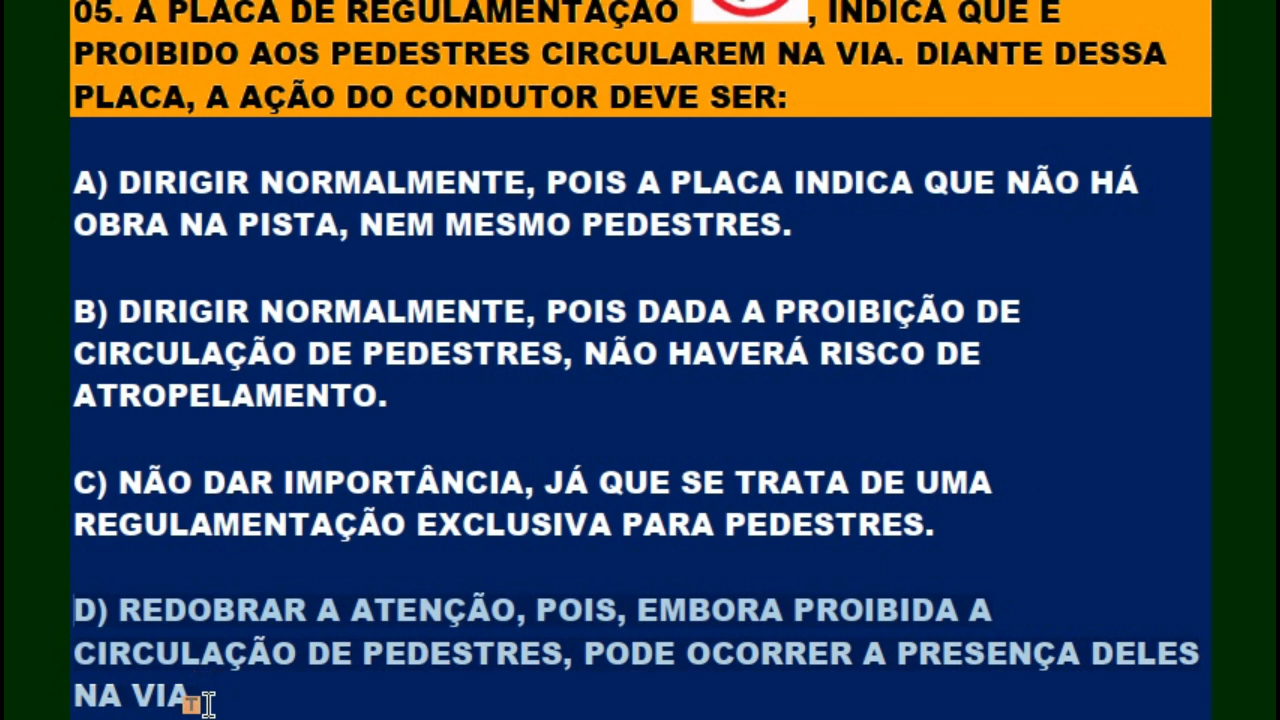 05. A PLACA DE REGULAMENTAÇÃO , INDICA QUE É
PROIBIDO AOS PEDESTRES CIRCULAREM NA VIA. DIANTE DESSA
PLACA, A AÇÃO DO CONDUTOR DEVE SER:
A) DIRIGIR NORMALMENTE, POIS A PLACA INDICA QUE NÃO HÁ
OBRA NA PISTA, NEM MESMO PEDESTRES.
B) DIRIGIR NORMALMENTE, POIS DADA A PROIBIÇÃO DE
CIRCULAÇÃO DE PEDESTRES, NÃO HAVERÁ RISCO DE
ATROPELAMENTO.
C) NÃO DAR IMPORTÂNCIA, JÁ QUE SE TRATA DE UMA
REGULAMENTAÇÃO EXCLUSIVA PARA PEDESTRES.
D) REDOBRAR A ATENÇÃO, POIS, EMBORA PROIBIDA A
CIRCULAÇÃO DE PEDESTRES, PODE OCORRER A PRESENÇA DELES
NA VIA
T